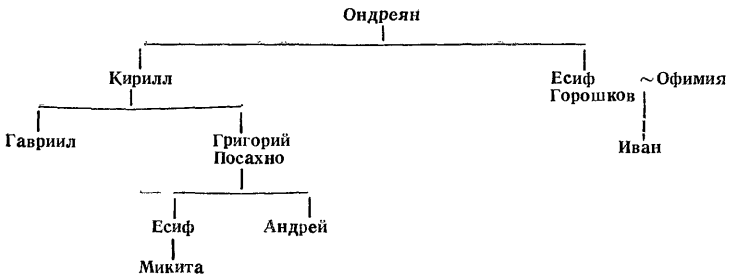 Ондреян
Кирилл
Есиф
Горошков
~Офимия
Гавриил
Григорий
Посахно
Иван
Есиф
Андрей
Микита